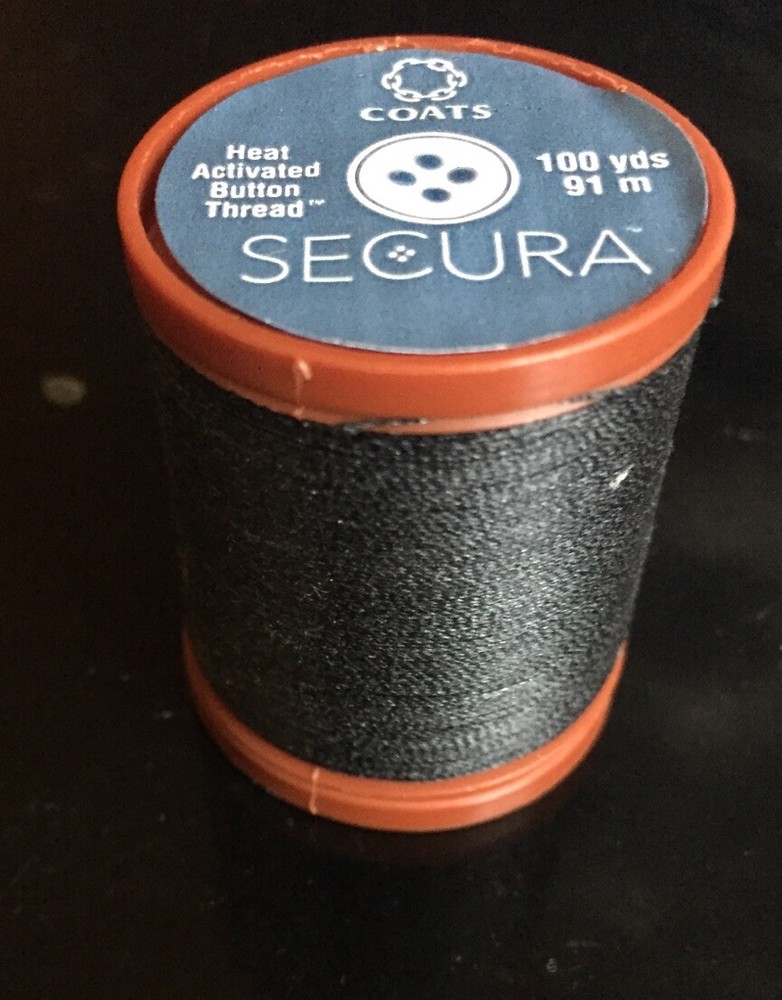 COATS
Heat
Activated
Button
Thread™
100 yds
91 m
SECURA™